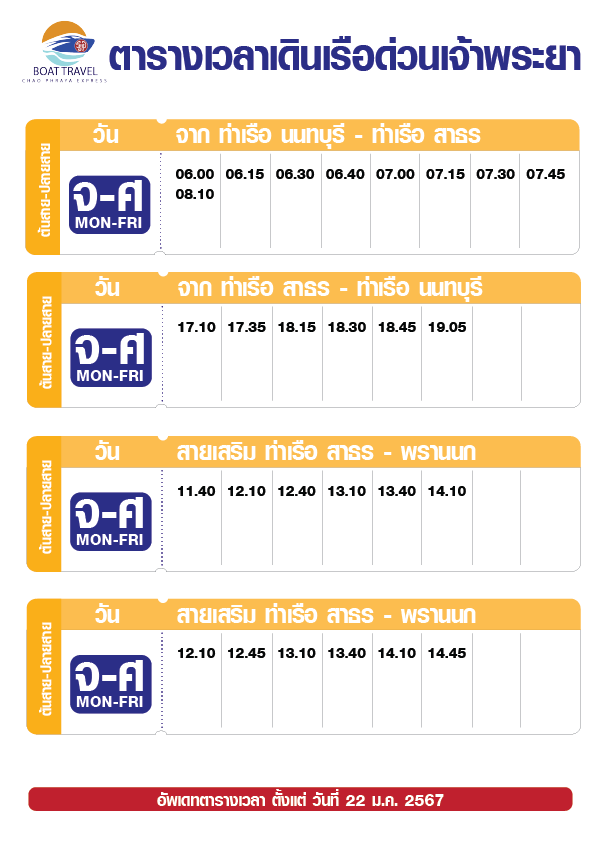 BOAT TRAVEL
CHAO PHRAYA EXPRESS
ตารางเวลาเดินเรือด่วนเจ้าพระยา
ต้นสาย-ปลายสาย
วัน
จาก ท่าเรือ นนทบุรี - ท่าเรือ สาธร
จ-ศ
MON-FRI
06.00 06.15 06.30 06.40 07.00 07.15 07.30 07.45
08.10
ต้นสาย-ปลายสาย
วัน
จาก ท่าเรือ สาธร - ท่าเรือ นนทบุรี
จ-ศ
MON-FRI
17.10 17.35 18.15 18.30 18.45 19.05
ต้นสาย-ปลายสาย
วัน
สายเสริม ท่าเรือ สาธร - พรานนก
จ-ศ
MON-FRI
11.40 12.10 12.40 13.10 13.40 14.10
ต้นสาย-ปลายสาย
วัน
สายเสริม ท่าเรือ สาธร - พรานนก
จ-ศ
MON-FRI
12.10 12.45 13.10 13.40 14.10 14.45
อัพเดทตารางเวลา ตั้งแต่ วันที่ 22 ม.ค. 2567